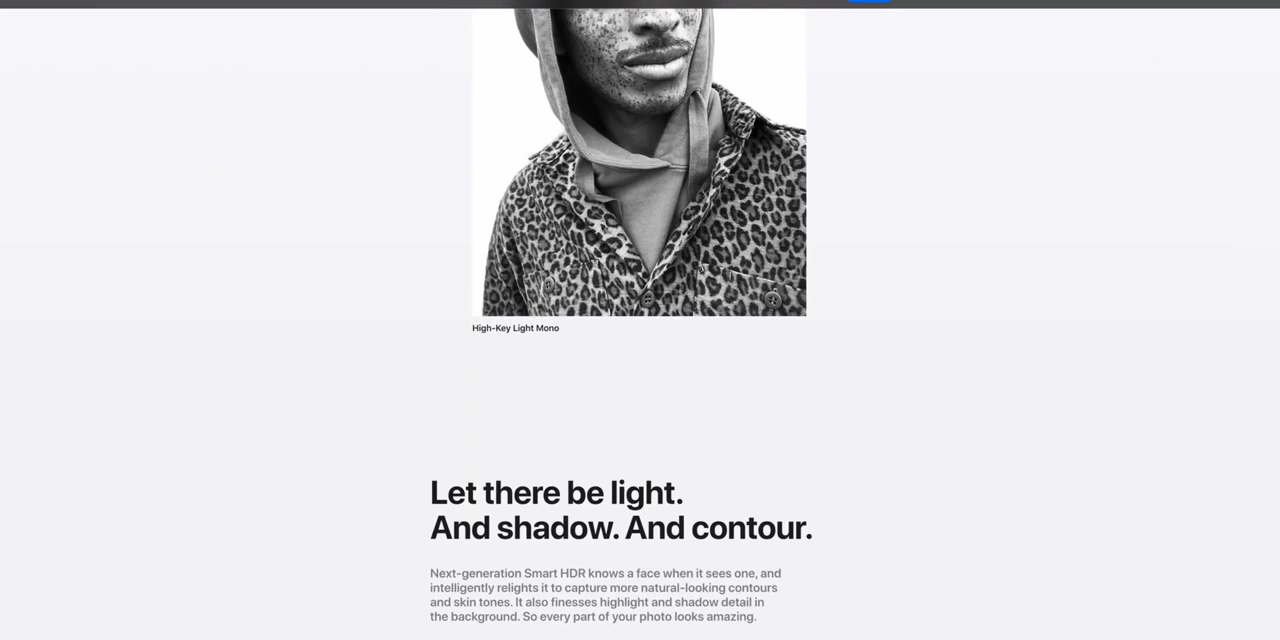 High-Key Light Mono
Let there be light.
And shadow. And contour.
Next-generation Smart HDR knows a face when it sees one, and
intelligently relights it to capture more natural-looking contours
and skin tones. It also finesses highlight and shadow detail in
the background. So every part of your photo looks amazing.